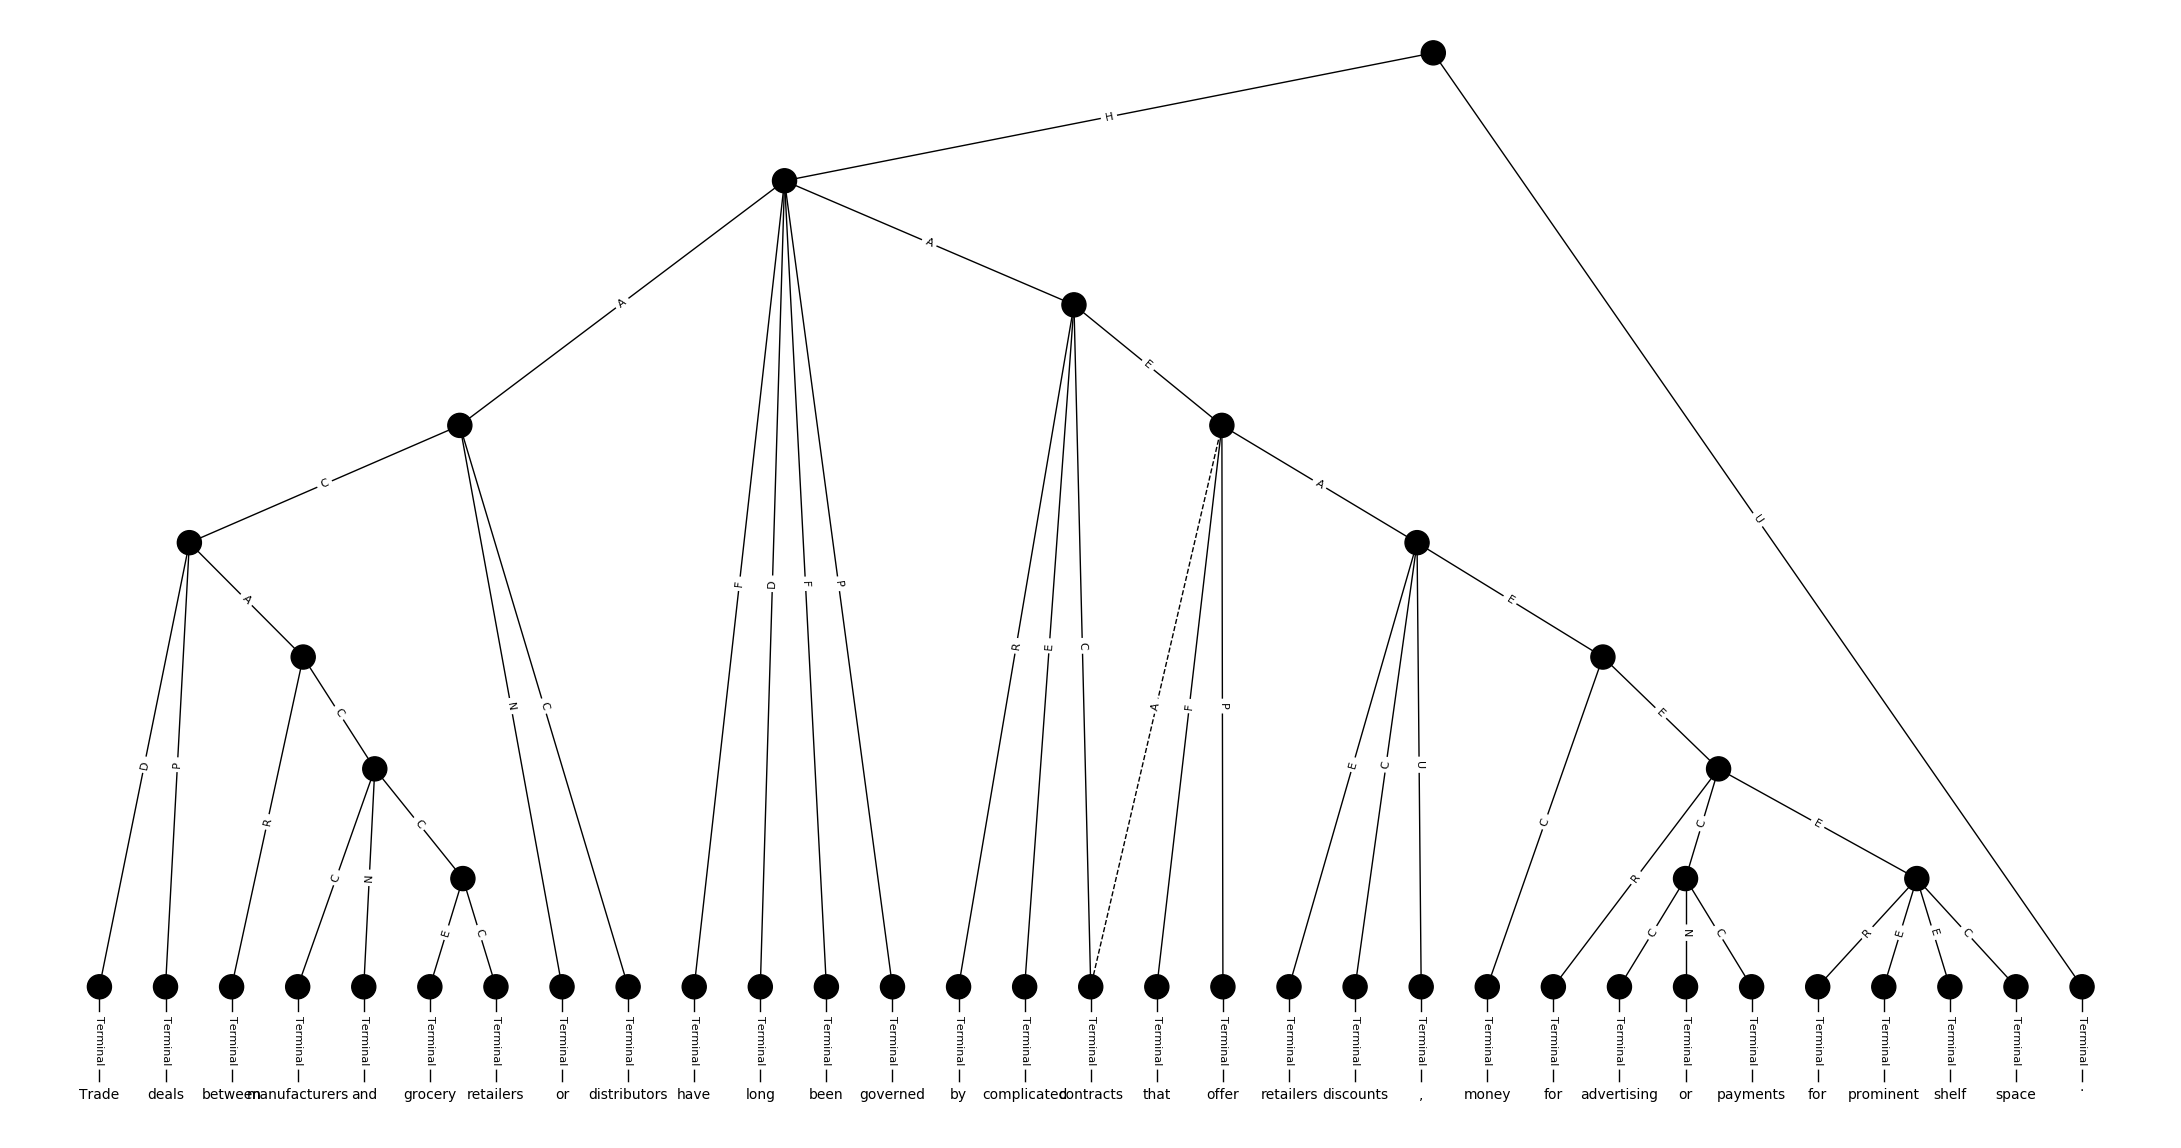 H
A
A
E
C
A
U
A
F
D
F
P
E
C
N
C
R
E
C
A
F
P
E
D
P
R
C
N
C
E
C
U
C
R
C
E
E
C
C
N
C
R
E
E
C
Terminal Terminal Terminal Terminal Terminal Terminal Terminal Terminal Terminal Terminal Terminal Terminal Terminal Terminal Terminal Terminal Terminal Terminal Terminal Terminal Terminal Terminal Terminal Terminal Terminal Terminal Terminal Terminal Terminal Terminal Terminal
Trade deals between manufacturers and grocery retailers or distributors have long been governed by complicated contracts that offer retailers discounts , money for advertising or payments for prominent shelf space .